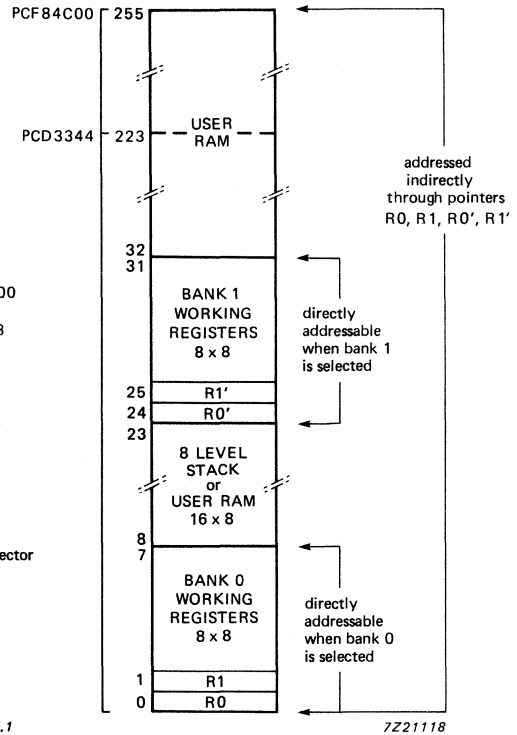 PCF84C00 255
PCD3344 223
USER
RAM
addressed
indirectly
through pointers
R0, R1, R0', R1'
32
31
00
BANK 1
WORKING
REGISTERS
8 x 8
directly
addressable
when bank 1
is selected
25 R1'
24 R0'
23
8 LEVEL
STACK
or
USER RAM
16 x 8
8
7
ector
BANK 0
WORKING
REGISTERS
8 x 8
directly
addressable
when bank 0
is selected
1 R1
0 R0
.1
7Z21118